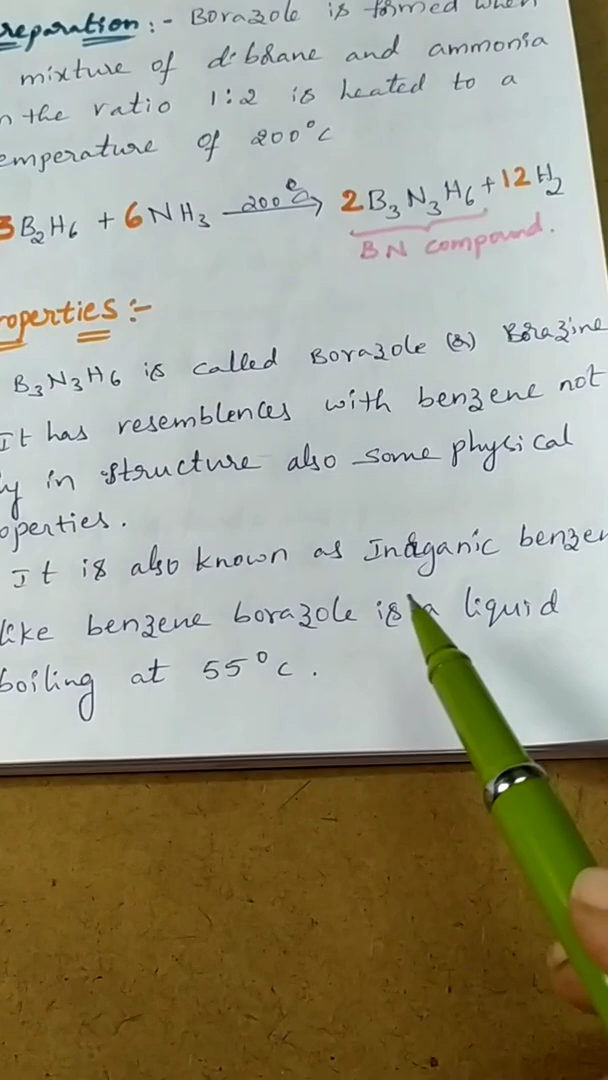 reparation :- Borazole is formed when
mixture of diborane and ammonia
n the ratio 1:2 is heated to a
emperature of 200°C
3B2H6 + 6NH3 200°C → 2B3N3H6 + 12H2
BN compound.
roperties :-
B3N3H6 is called Borazole (or) Borazine
It has resemblences with benzene not
ly in structure also some physical
operties.
It is also known as Inorganic benzen
like benzene borazole is a liquid
boiling at 55°C.